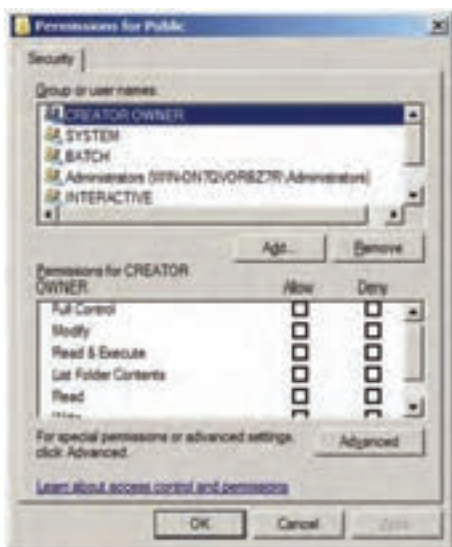 Permissions for Public
Security
Group or user names:
CREATOR OWNER
SYSTEM
BATCH
Administrators (WIN-ON7QVORBZ7R\Administrators)
INTERACTIVE
Add...
Remove
Permissions for CREATOR OWNER
Allow
Deny
Full Control
Modify
Read & Execute
List Folder Contents
Read
For special permissions or advanced settings, click Advanced.
Advanced
Learn about access control and permissions
OK
Cancel
Apply